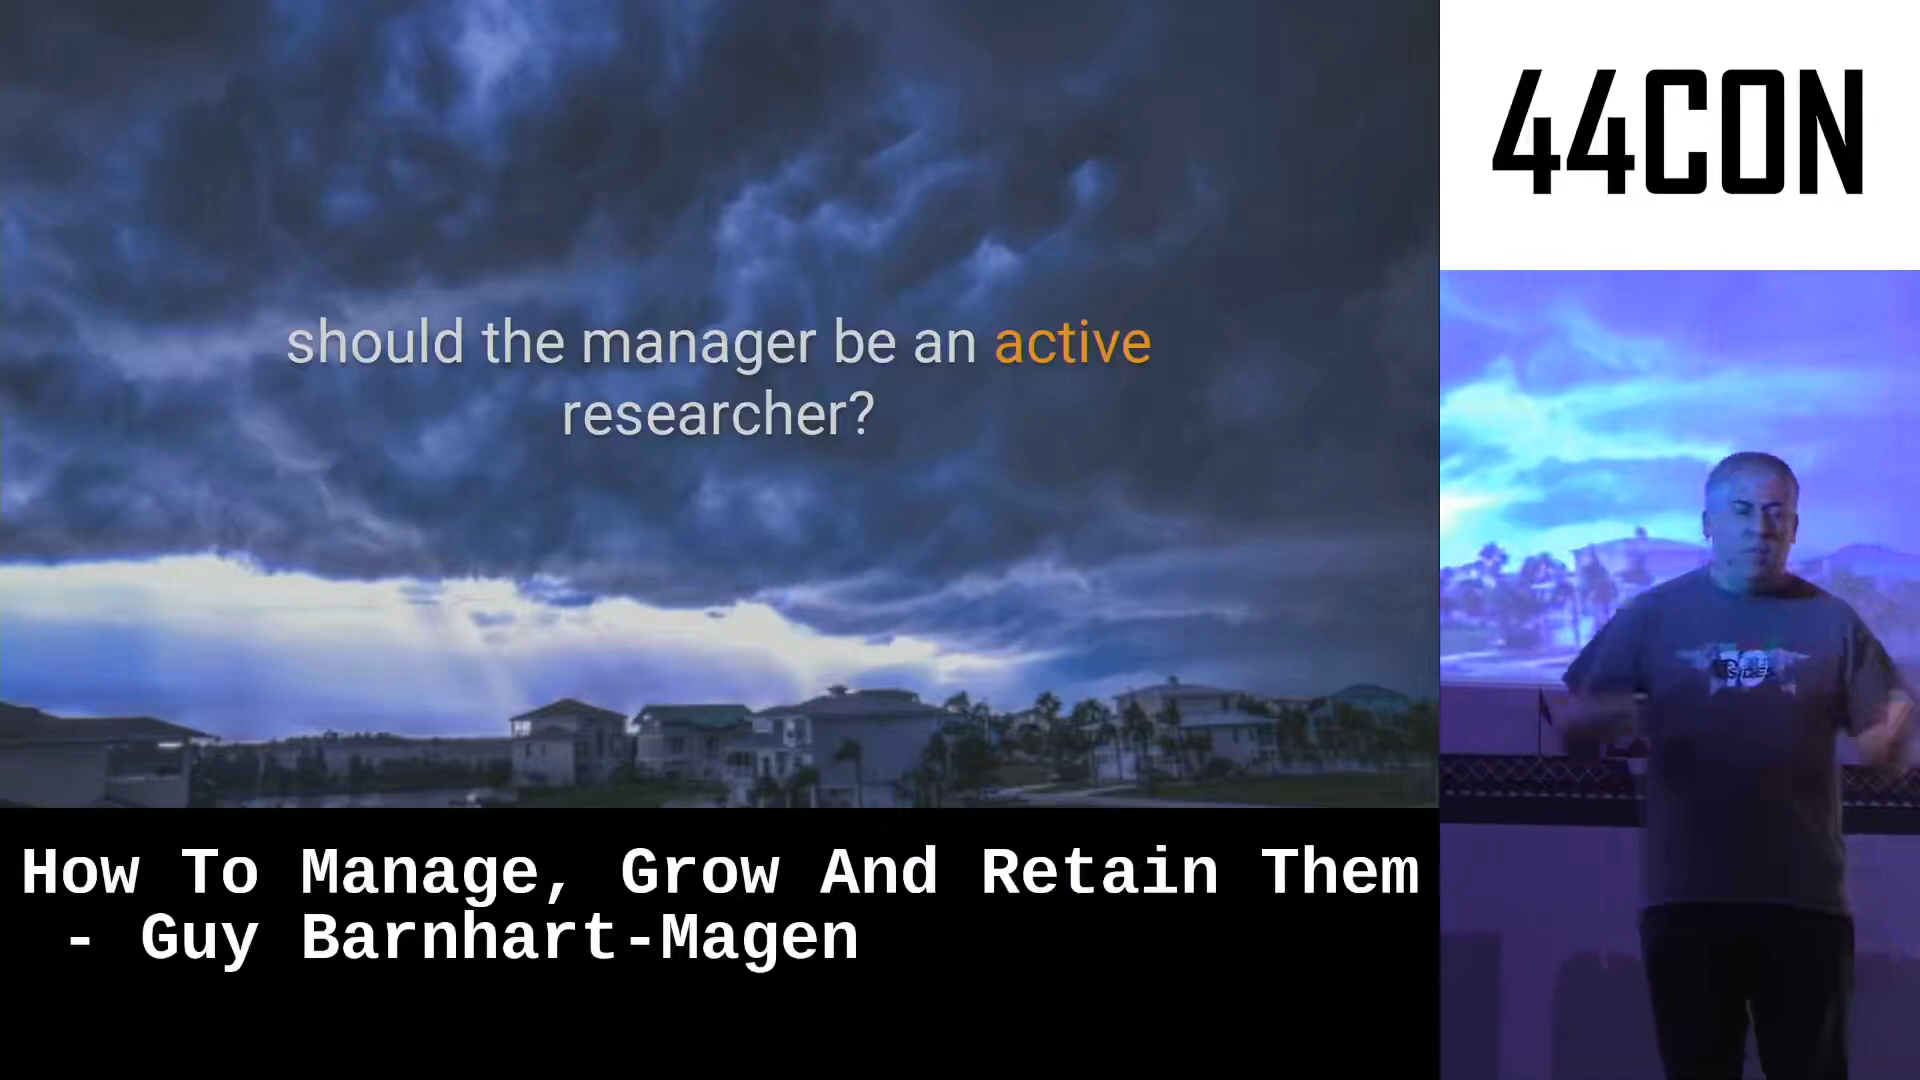 44CON
should the manager be an active
researcher?
How To Manage, Grow And Retain Them
- Guy Barnhart-Magen